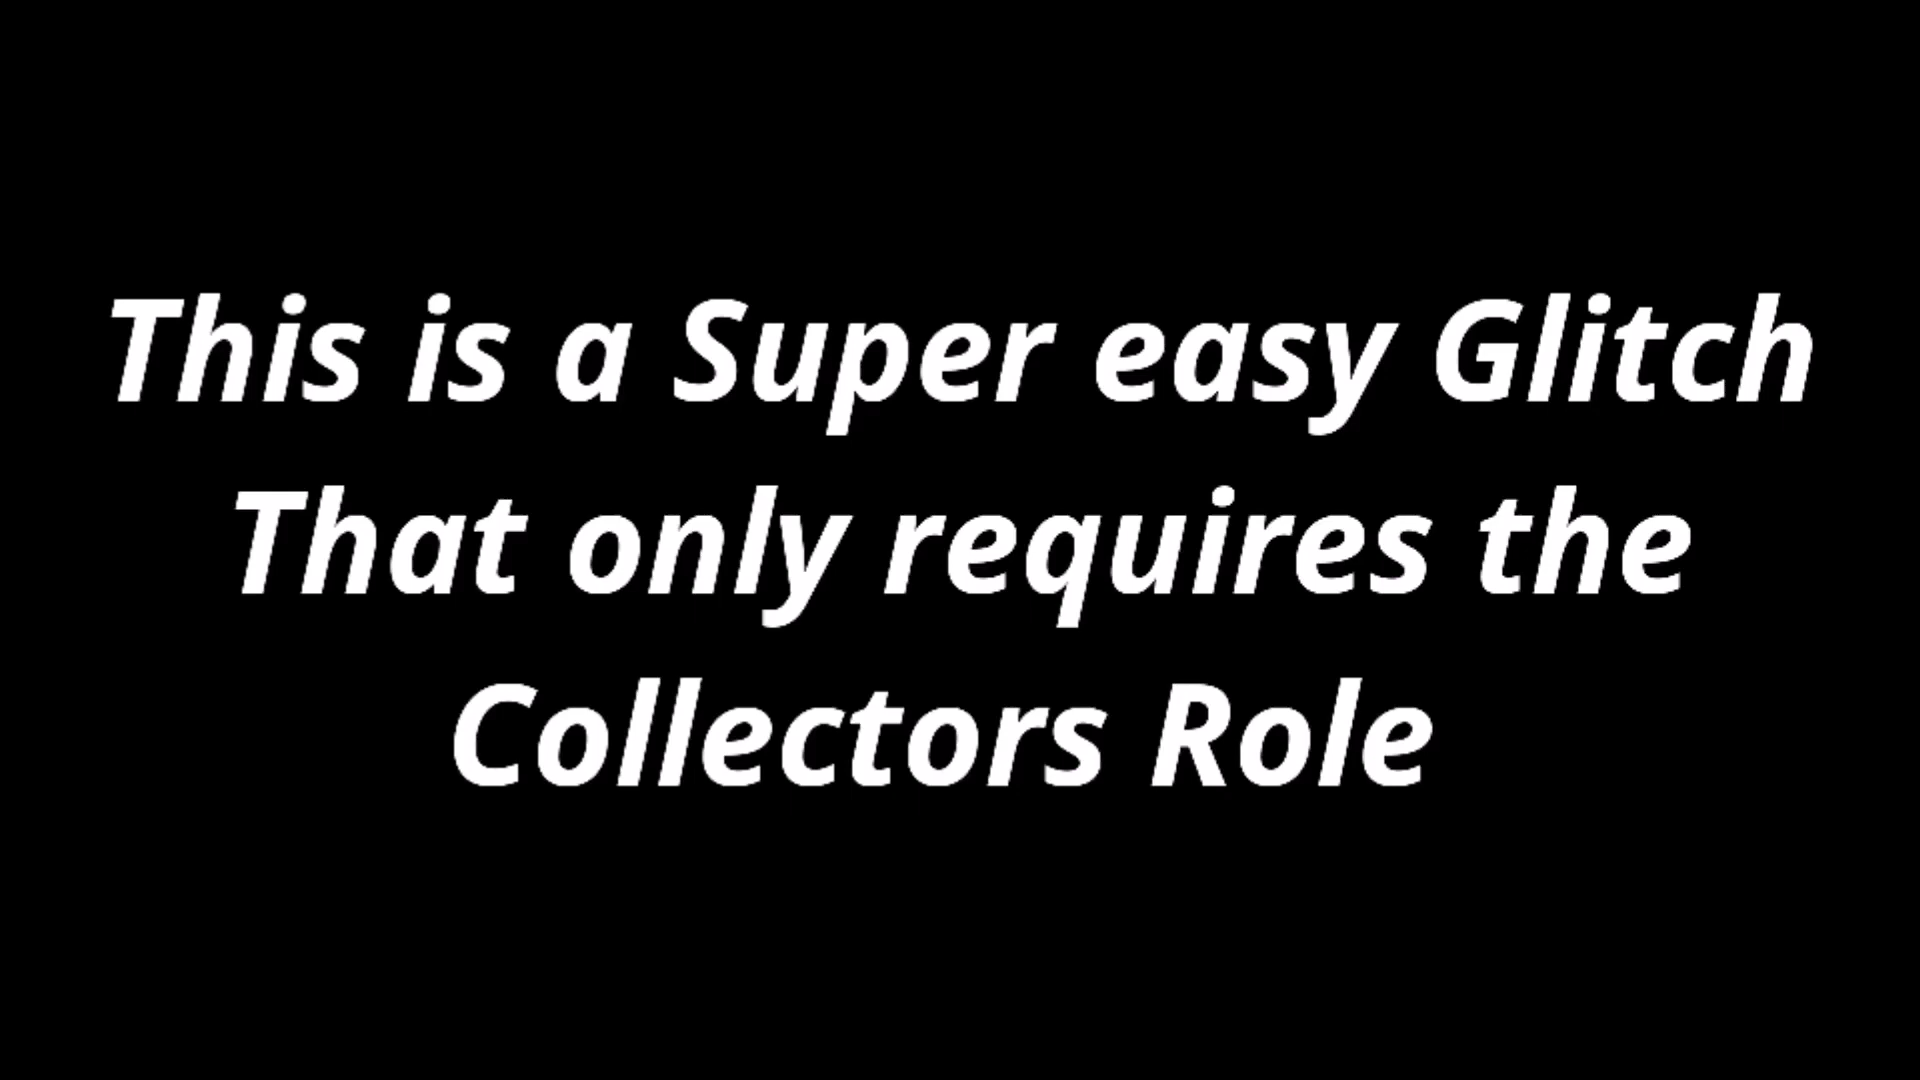 This is a Super easy Glitch
That only requires the
Collectors Role